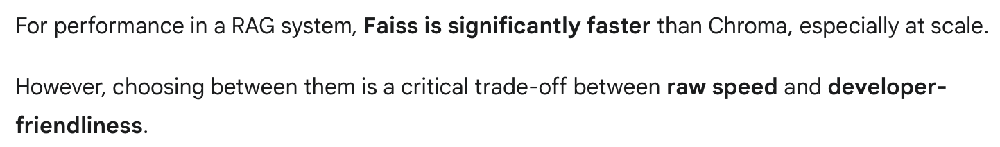 For performance in a RAG system, Faiss is significantly faster than Chroma, especially at scale.
However, choosing between them is a critical trade-off between raw speed and developer-
friendliness.